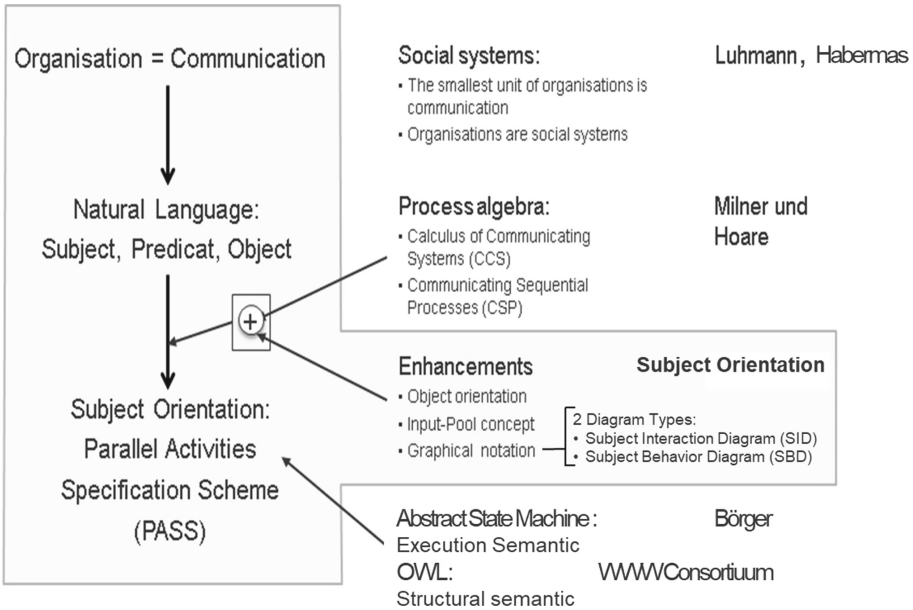 Organisation = Communication
Natural Language:
Subject, Predicat, Object
+
Subject Orientation:
Parallel Activities
Specification Scheme
(PASS)
Social systems:
• The smallest unit of organisations is
communication
• Organisations are social systems
Luhmann, Habermas
Process algebra:
• Calculus of Communicating
Systems (CCS)
• Communicating Sequential
Processes (CSP)
Milner und
Hoare
Enhancements
• Object orientation
• Input-Pool concept
• Graphical notation
Subject Orientation
2 Diagram Types:
• Subject Interaction Diagram (SID)
• Subject Behavior Diagram (SBD)
Abstract State Machine:
Execution Semantic
Börger
OWL:
Structural semantic
WWW Consortiuum